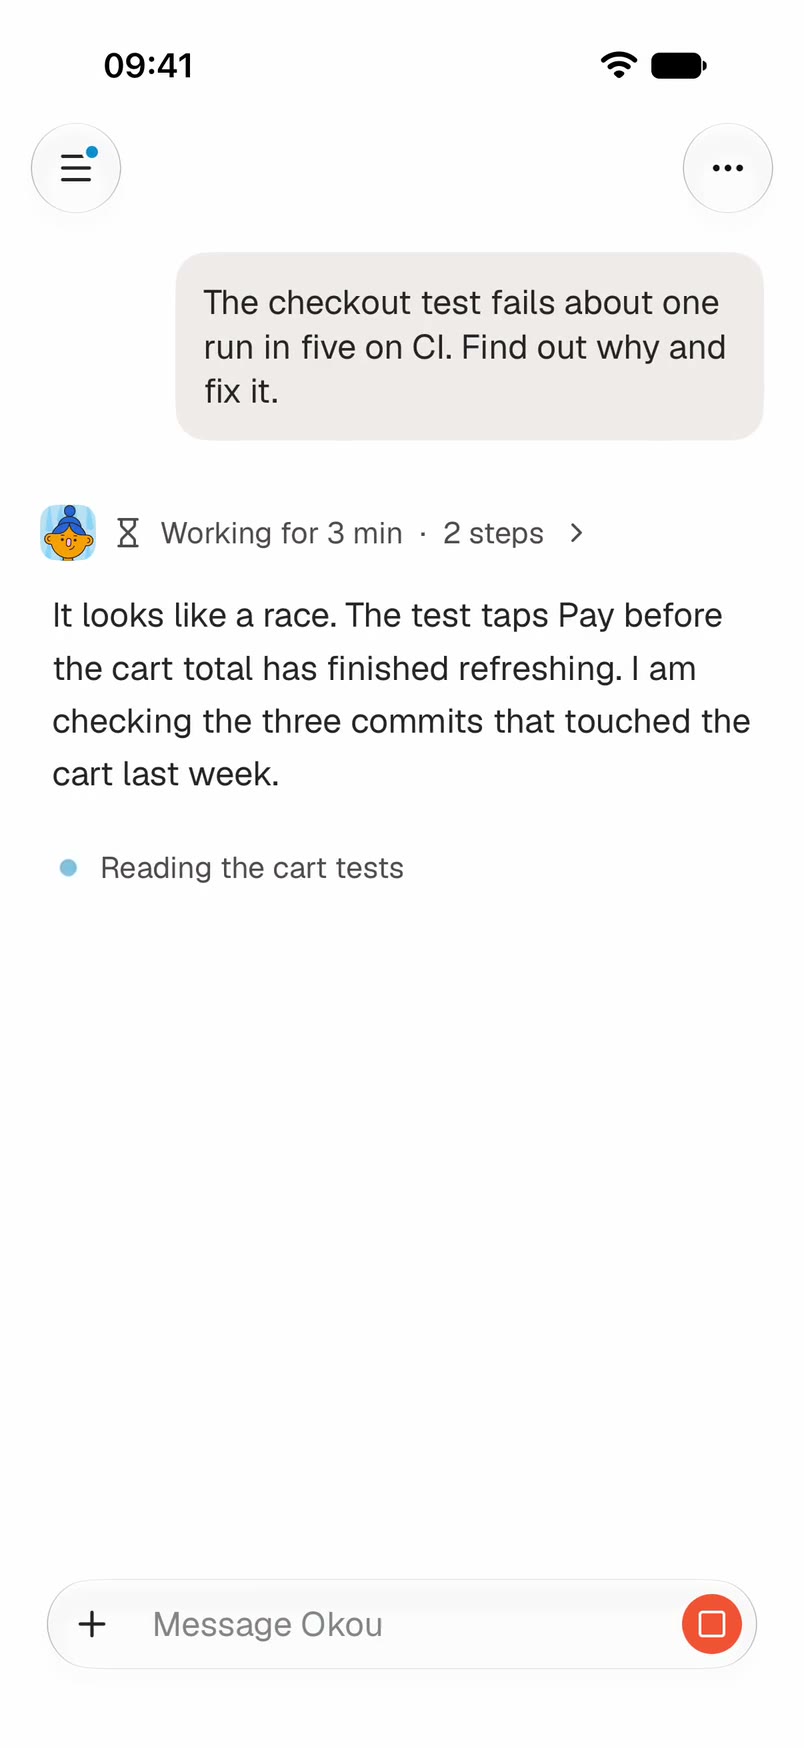 09:41
The checkout test fails about one
run in five on CI. Find out why and
fix it.
Working for 3 min · 2 steps
It looks like a race. The test taps Pay before
the cart total has finished refreshing. I am
checking the three commits that touched the
cart last week.
Reading the cart tests
Message Okou